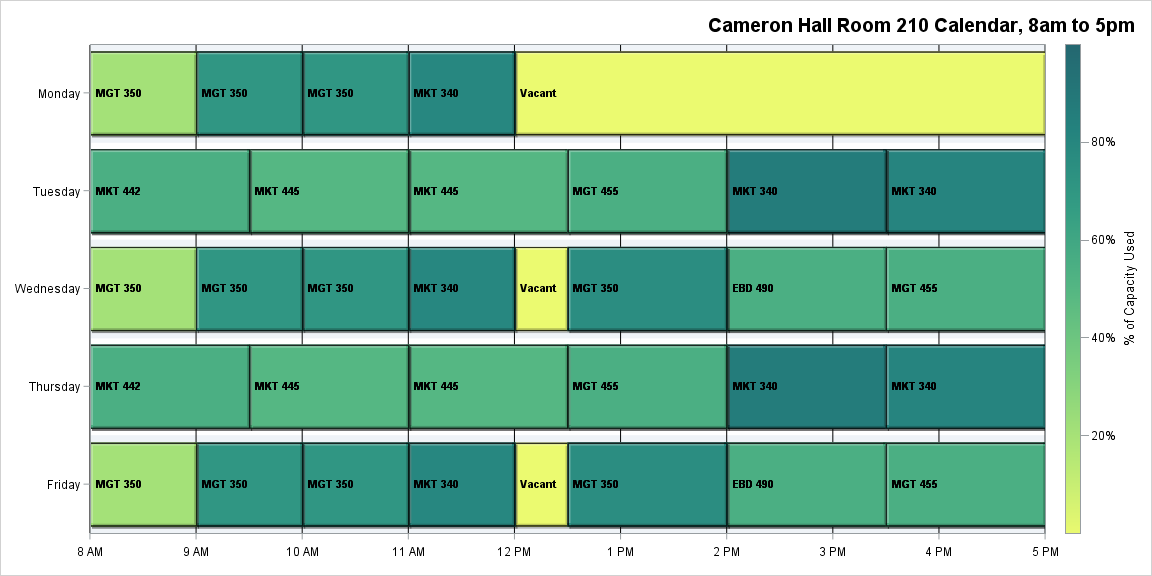 Cameron Hall Room 210 Calendar, 8am to 5pm
Monday
MGT 350
MGT 350
MGT 350
MKT 340
Vacant
Tuesday
MKT 442
MKT 445
MKT 445
MGT 455
MKT 340
MKT 340
Wednesday
MGT 350
MGT 350
MGT 350
MKT 340
Vacant
MGT 350
EBD 490
MGT 455
Thursday
MKT 442
MKT 445
MKT 445
MGT 455
MKT 340
MKT 340
Friday
MGT 350
MGT 350
MGT 350
MKT 340
Vacant
MGT 350
EBD 490
MGT 455
8 AM
9 AM
10 AM
11 AM
12 PM
1 PM
2 PM
3 PM
4 PM
5 PM
80%
60%
40%
20%
% of Capacity Used